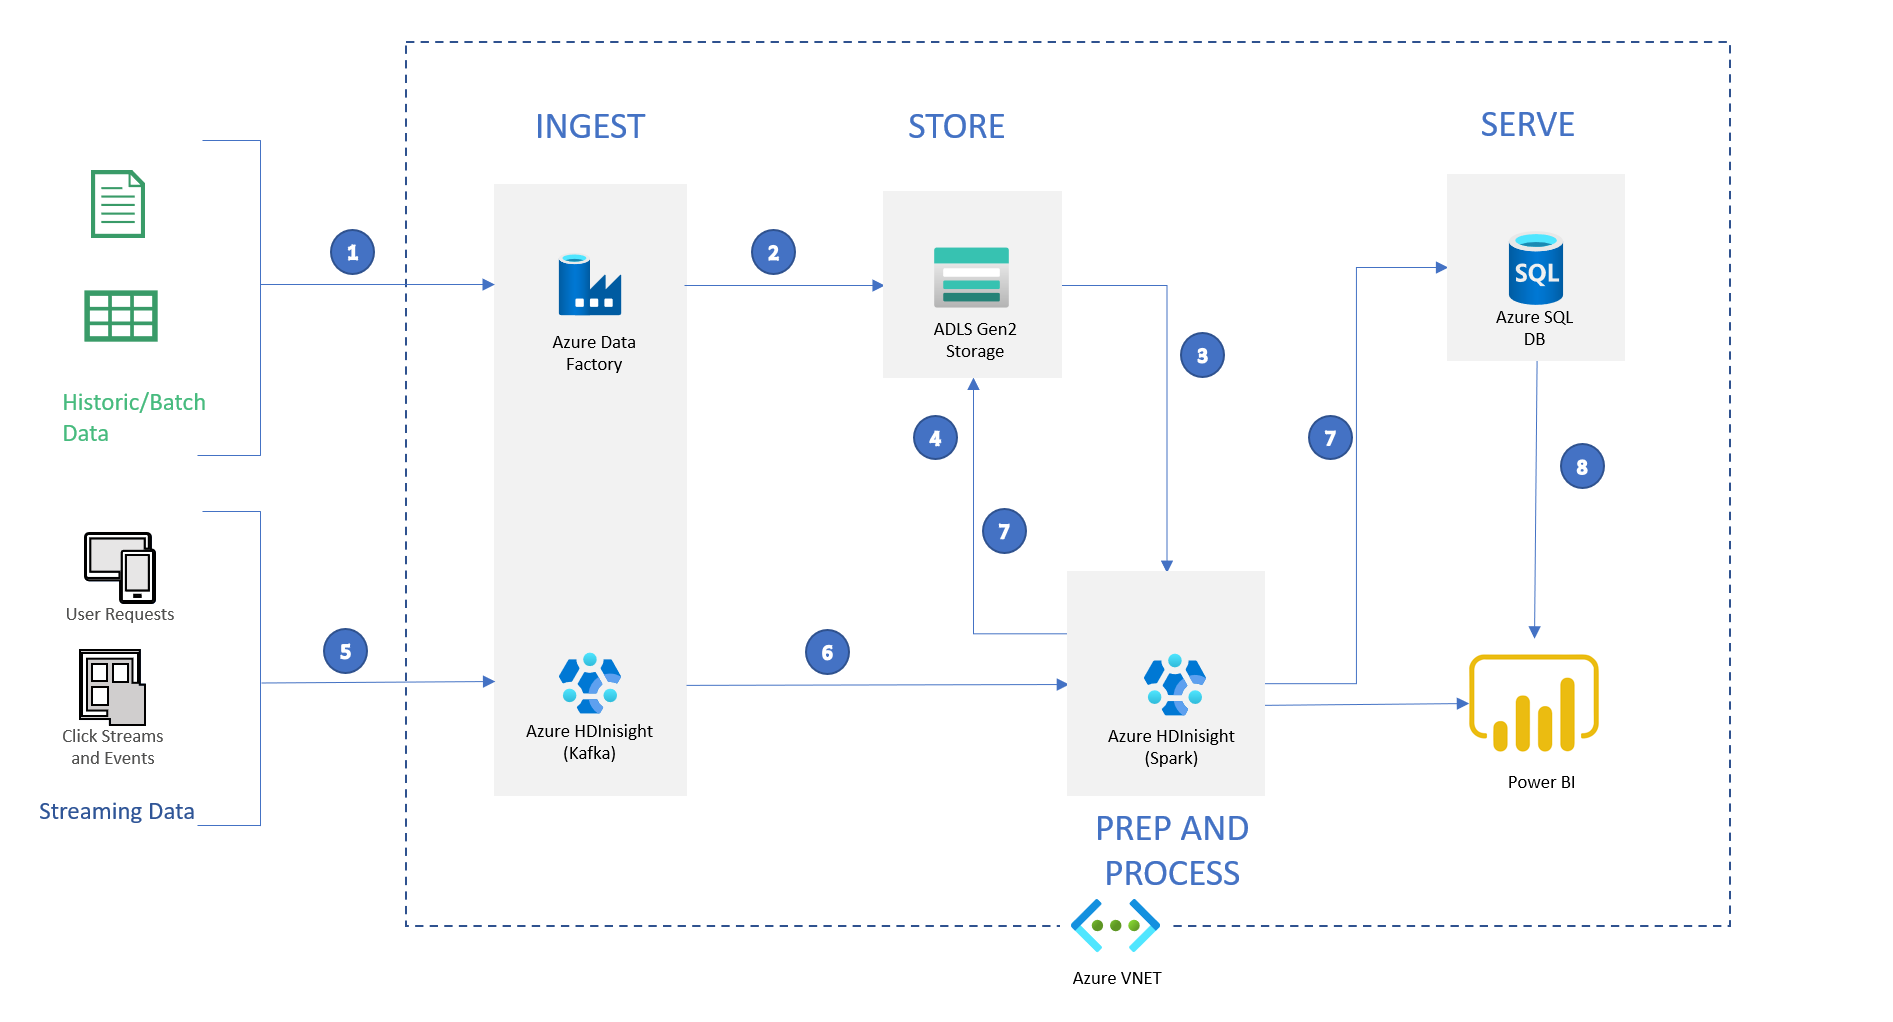 INGEST
STORE
SERVE
1
2
Azure Data
Factory
ADLS Gen2
Storage
SQL
Azure SQL
DB
3
Historic/Batch
Data
4
7
8
7
User Requests
5
6
Click Streams
and Events
Azure HDInisight
(Kafka)
Azure HDInisight
(Spark)
Power BI
Streaming Data
PREP AND
PROCESS
Azure VNET